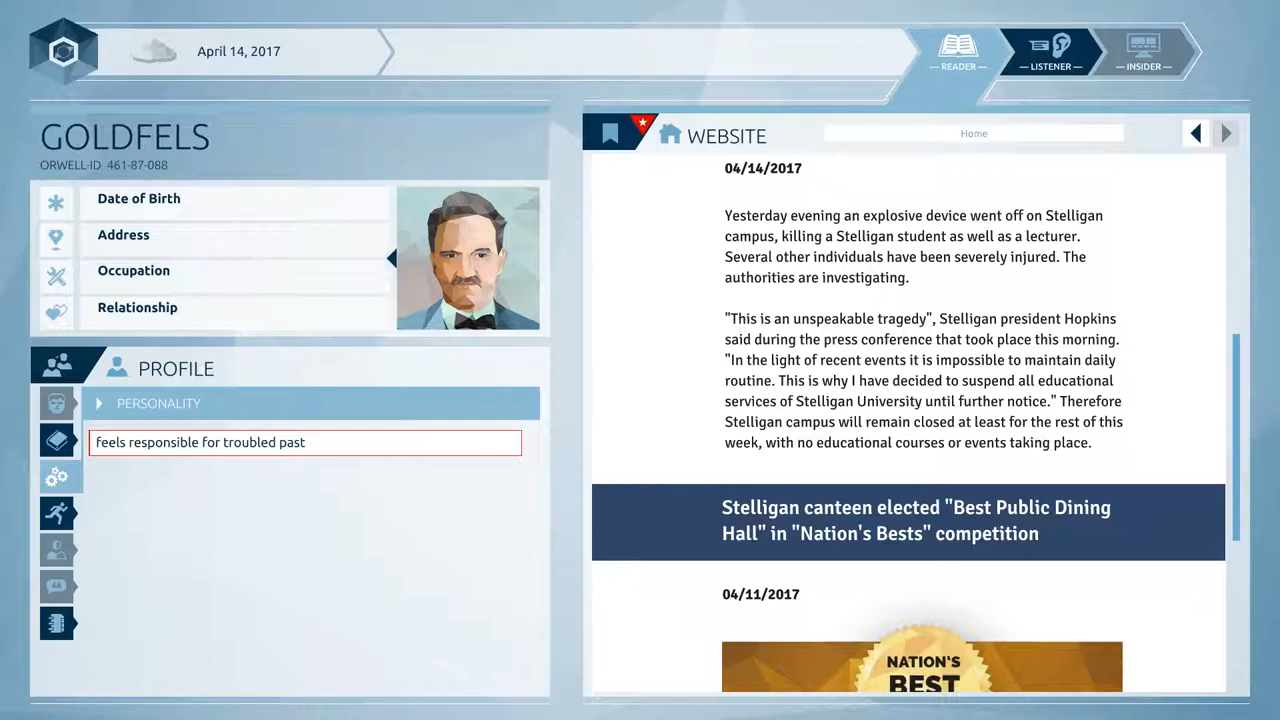 April 14, 2017
— READER —
— LISTENER —
— INSIDER —
GOLDFELS
ORWELL-ID 461-87-088
Date of Birth
Address
Occupation
Relationship
PROFILE
PERSONALITY
feels responsible for troubled past
WEBSITE
Home
04/14/2017
Yesterday evening an explosive device went off on Stelligan
campus, killing a Stelligan student as well as a lecturer.
Several other individuals have been severely injured. The
authorities are investigating.
"This is an unspeakable tragedy", Stelligan president Hopkins
said during the press conference that took place this morning.
"In the light of recent events it is impossible to maintain daily
routine. This is why I have decided to suspend all educational
services of Stelligan University until further notice." Therefore
Stelligan campus will remain closed at least for the rest of this
week, with no educational courses or events taking place.
Stelligan canteen elected "Best Public Dining
Hall" in "Nation's Bests" competition
04/11/2017
NATION'S
BEST